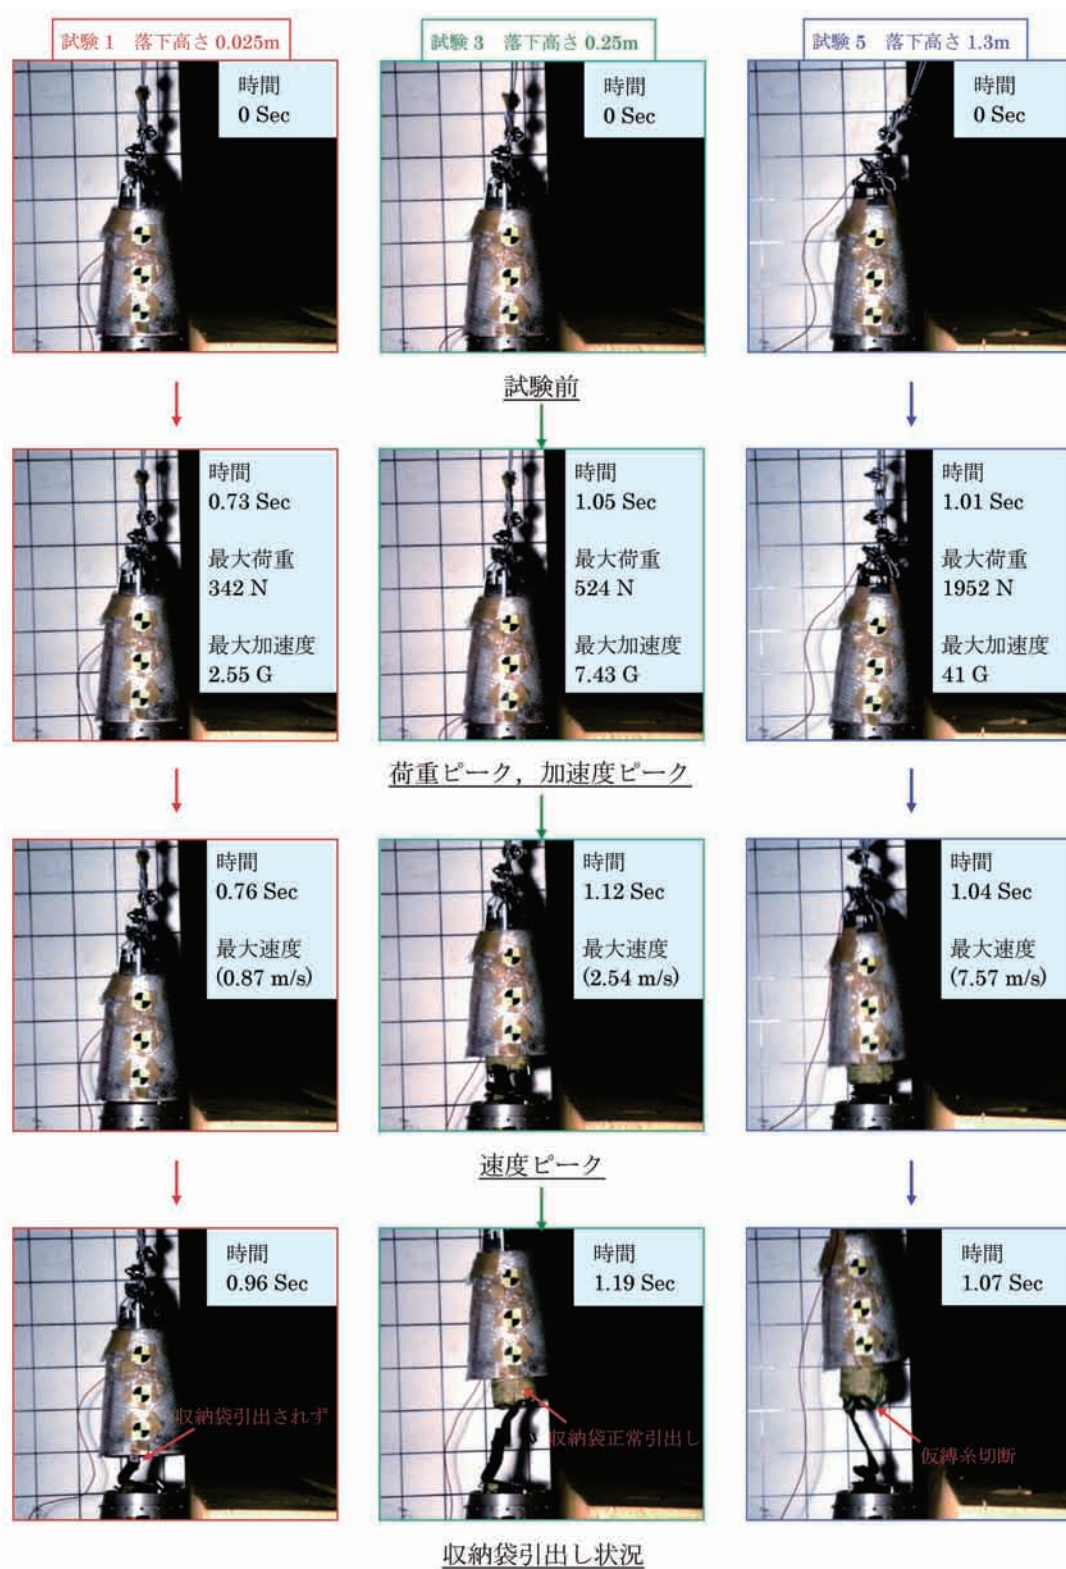 試験1　落下高さ0.025m
試験3　落下高さ0.25m
試験5　落下高さ1.3m
時間
0 Sec
時間
0 Sec
時間
0 Sec
試験前
時間
0.73 Sec
最大荷重
342 N
最大加速度
2.55 G
時間
1.05 Sec
最大荷重
524 N
最大加速度
7.43 G
時間
1.01 Sec
最大荷重
1952 N
最大加速度
41 G
荷重ピーク，加速度ピーク
時間
0.76 Sec
最大速度
(0.87 m/s)
時間
1.12 Sec
最大速度
(2.54 m/s)
時間
1.04 Sec
最大速度
(7.57 m/s)
速度ピーク
時間
0.96 Sec
収納袋引出されず
時間
1.19 Sec
収納袋正常引出し
時間
1.07 Sec
仮縛糸切断
収納袋引出し状況